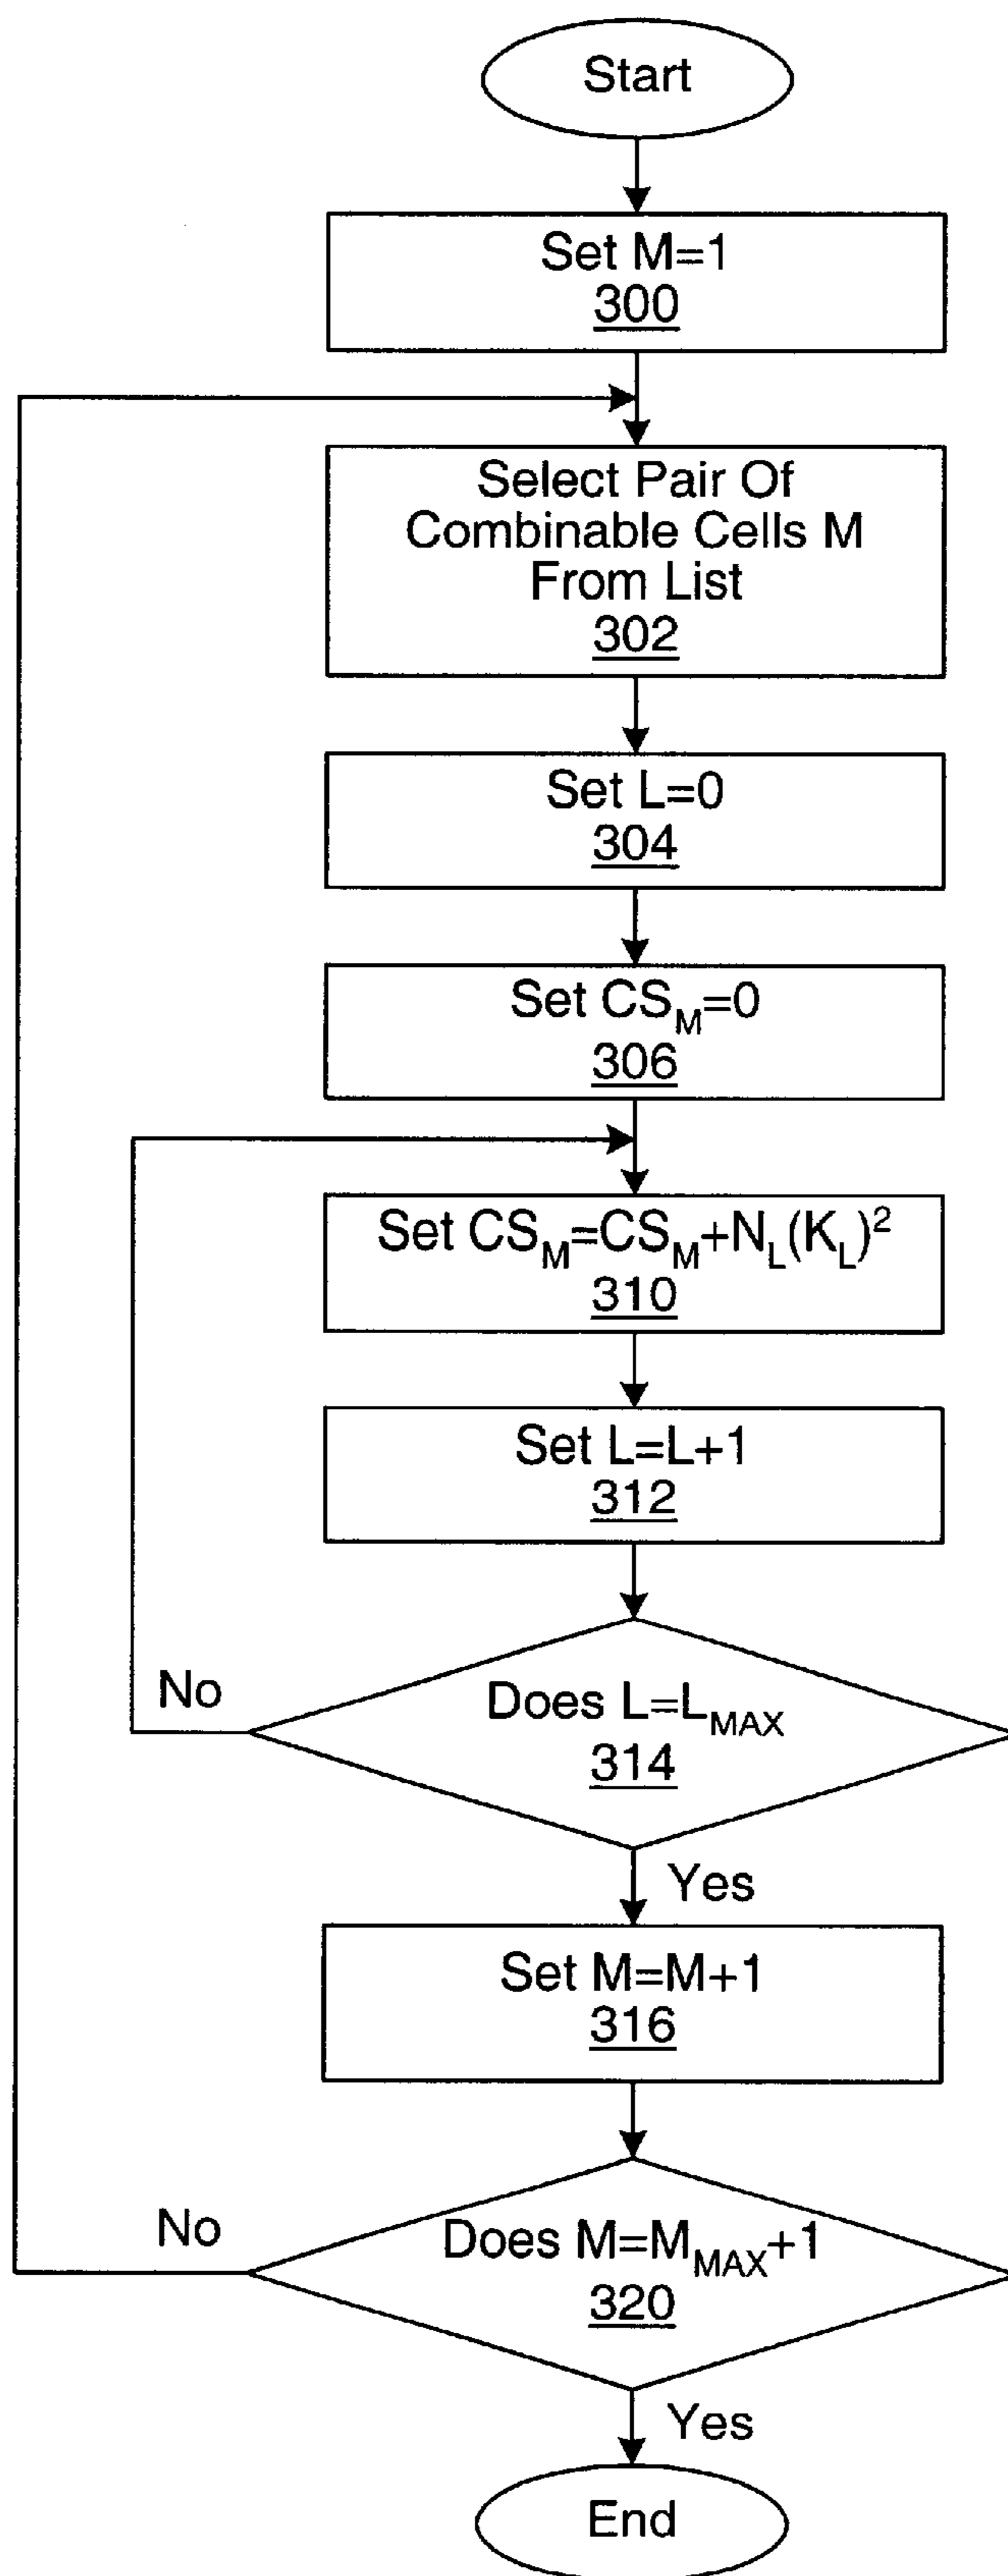 Start
Set M=1
300
Select Pair Of
Combinable Cells M
From List
302
Set L=0
304
Set CS_M=0
306
Set CS_M=CS_M+N_L(K_L)²
310
Set L=L+1
312
No
Does L=L_MAX
314
Yes
Set M=M+1
316
No
Does M=M_MAX+1
320
Yes
End